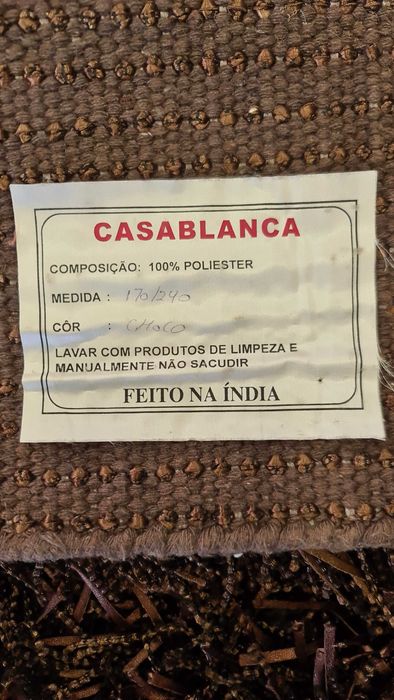 CASABLANCA
COMPOSIÇÃO: 100% POLIESTER
MEDIDA : 170/240
CÔR : CHOCO
LAVAR COM PRODUTOS DE LIMPEZA E
MANUALMENTE NÃO SACUDIR
FEITO NA ÍNDIA